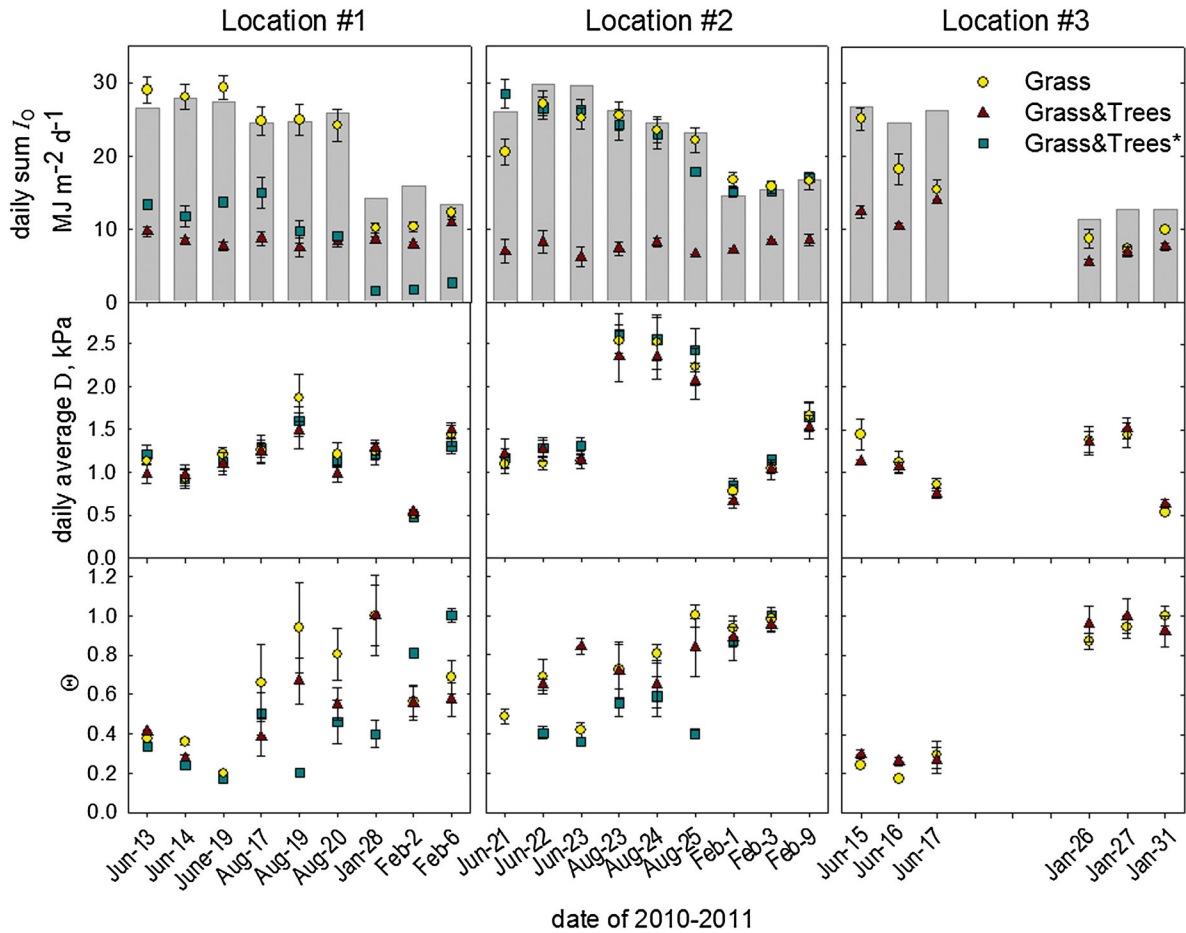 Location #1
Location #2
Location #3
daily sum I₀
MJ m⁻² d-¹
30
20
10
0
Grass
Grass&Trees
Grass&Trees*
daily average D, kPa
2.5
2.0
1.5
1.0
0.5
0.0
Θ
1.2
1.0
0.8
0.6
0.4
0.2
0.0
Jun-13
Jun-14
June-19
Aug-17
Aug-19
Aug-20
Jan-28
Feb-2
Feb-6
Jun-21
Jun-22
Jun-23
Aug-23
Aug-24
Aug-25
Feb-1
Feb-3
Feb-9
Jun-15
Jun-16
Jun-17
Jan-26
Jan-27
Jan-31
date of 2010-2011